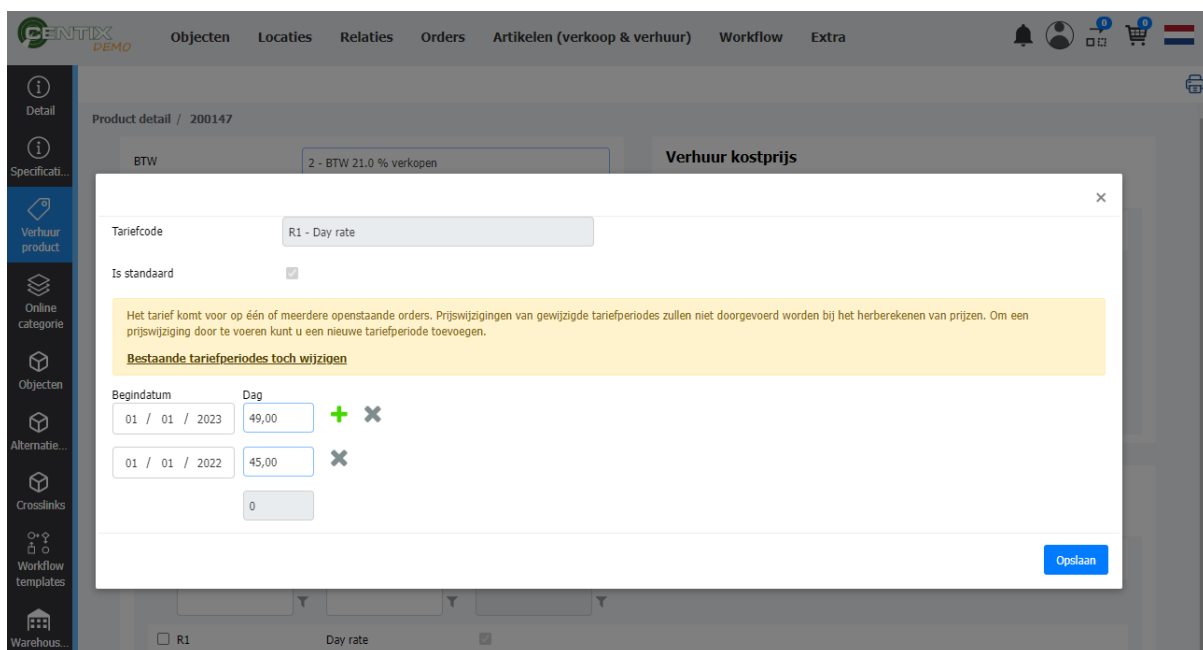 CENTIX
DEMO
Objecten Locaties Relaties Orders Artikelen (verkoop & verhuur) Workflow Extra
0 0
Detail
Product detail / 200147
Specificati...
BTW
2 - BTW 21.0 % verkopen
Verhuur kostprijs
Verhuur
product
Online
categorie
Objecten
Alternatie...
Crosslinks
Workflow
templates
Warehous...
×
Tariefcode
R1 - Day rate
Is standaard
Het tarief komt voor op één of meerdere openstaande orders. Prijswijzigingen van gewijzigde tariefperiodes zullen niet doorgevoerd worden bij het herberekenen van prijzen. Om een
prijswijziging door te voeren kunt u een nieuwe tariefperiode toevoegen.
Bestaande tariefperiodes toch wijzigen
Begindatum Dag
01 / 01 / 2023 49,00
01 / 01 / 2022 45,00
0
Opslaan
R1 Day rate